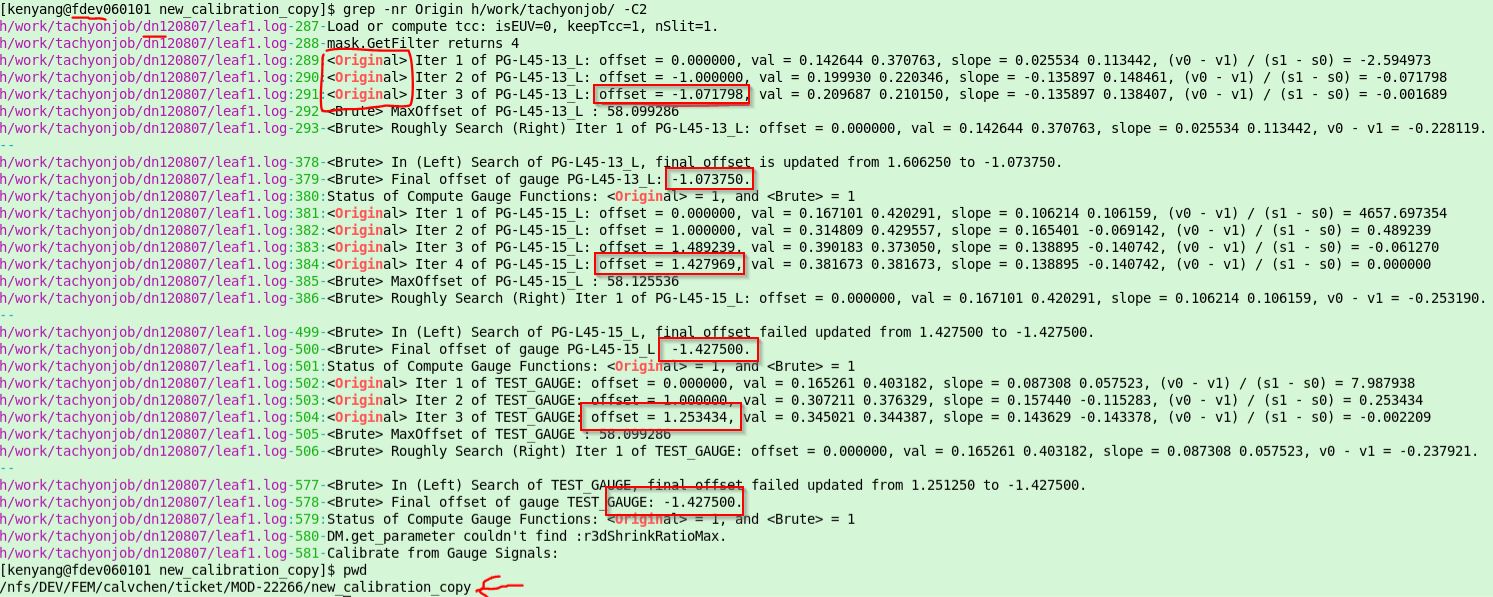 [kenyang@fdev060101 new_calibration_copy]$ grep -nr Origin h/work/tachyonjob/ -C2
h/work/tachyonjob/dn120807/leaf1.log-287-Load or compute tcc: isEUV=0, keepTcc=1, nSlit=1.
h/work/tachyonjob/dn120807/leaf1.log-288-mask.GetFilter returns 4
h/work/tachyonjob/dn120807/leaf1.log:289:<Original> Iter 1 of PG-L45-13_L: offset = 0.000000, val = 0.142644 0.370763, slope = 0.025534 0.113442, (v0 - v1) / (s1 - s0) = -2.594973
h/work/tachyonjob/dn120807/leaf1.log:290:<Original> Iter 2 of PG-L45-13_L: offset = -1.000000, val = 0.199930 0.220346, slope = -0.135897 0.148461, (v0 - v1) / (s1 - s0) = -0.071798
h/work/tachyonjob/dn120807/leaf1.log:291:<Original> Iter 3 of PG-L45-13_L: offset = -1.071798, val = 0.209687 0.210150, slope = -0.135897 0.138407, (v0 - v1) / (s1 - s0) = -0.001689
h/work/tachyonjob/dn120807/leaf1.log-292-<Brute> MaxOffset of PG-L45-13_L : 58.099286
h/work/tachyonjob/dn120807/leaf1.log-293-<Brute> Roughly Search (Right) Iter 1 of PG-L45-13_L: offset = 0.000000, val = 0.142644 0.370763, slope = 0.025534 0.113442, v0 - v1 = -0.228119.
--
h/work/tachyonjob/dn120807/leaf1.log-378-<Brute> In (Left) Search of PG-L45-13_L, final offset is updated from 1.606250 to -1.073750.
h/work/tachyonjob/dn120807/leaf1.log-379-<Brute> Final offset of gauge PG-L45-13_L: -1.073750.
h/work/tachyonjob/dn120807/leaf1.log:380:Status of Compute Gauge Functions: <Original> = 1, and <Brute> = 1
h/work/tachyonjob/dn120807/leaf1.log:381:<Original> Iter 1 of PG-L45-15_L: offset = 0.000000, val = 0.167101 0.420291, slope = 0.106214 0.106159, (v0 - v1) / (s1 - s0) = 4657.697354
h/work/tachyonjob/dn120807/leaf1.log:382:<Original> Iter 2 of PG-L45-15_L: offset = 1.000000, val = 0.314809 0.429557, slope = 0.165401 -0.069142, (v0 - v1) / (s1 - s0) = 0.489239
h/work/tachyonjob/dn120807/leaf1.log:383:<Original> Iter 3 of PG-L45-15_L: offset = 1.489239, val = 0.390183 0.373050, slope = 0.138895 -0.140742, (v0 - v1) / (s1 - s0) = -0.061270
h/work/tachyonjob/dn120807/leaf1.log:384:<Original> Iter 4 of PG-L45-15_L: offset = 1.427969, val = 0.381673 0.381673, slope = 0.138895 -0.140742, (v0 - v1) / (s1 - s0) = 0.000000
h/work/tachyonjob/dn120807/leaf1.log-385-<Brute> MaxOffset of PG-L45-15_L : 58.125536
h/work/tachyonjob/dn120807/leaf1.log-386-<Brute> Roughly Search (Right) Iter 1 of PG-L45-15_L: offset = 0.000000, val = 0.167101 0.420291, slope = 0.106214 0.106159, v0 - v1 = -0.253190.
--
h/work/tachyonjob/dn120807/leaf1.log-499-<Brute> In (Left) Search of PG-L45-15_L, final offset failed updated from 1.427500 to -1.427500.
h/work/tachyonjob/dn120807/leaf1.log-500-<Brute> Final offset of gauge PG-L45-15_L -1.427500.
h/work/tachyonjob/dn120807/leaf1.log:501:Status of Compute Gauge Functions: <Original> = 1, and <Brute> = 1
h/work/tachyonjob/dn120807/leaf1.log:502:<Original> Iter 1 of TEST_GAUGE: offset = 0.000000, val = 0.165261 0.403182, slope = 0.087308 0.057523, (v0 - v1) / (s1 - s0) = 7.987938
h/work/tachyonjob/dn120807/leaf1.log:503:<Original> Iter 2 of TEST_GAUGE: offset = 1.000000, val = 0.307211 0.376329, slope = 0.157440 -0.115283, (v0 - v1) / (s1 - s0) = 0.253434
h/work/tachyonjob/dn120807/leaf1.log:504:<Original> Iter 3 of TEST_GAUGE: offset = 1.253434, val = 0.345021 0.344387, slope = 0.143629 -0.143378, (v0 - v1) / (s1 - s0) = -0.002209
h/work/tachyonjob/dn120807/leaf1.log-505-<Brute> MaxOffset of TEST_GAUGE : 58.099286
h/work/tachyonjob/dn120807/leaf1.log-506-<Brute> Roughly Search (Right) Iter 1 of TEST_GAUGE: offset = 0.000000, val = 0.165261 0.403182, slope = 0.087308 0.057523, v0 - v1 = -0.237921.
--
h/work/tachyonjob/dn120807/leaf1.log-577-<Brute> In (Left) Search of TEST_GAUGE, final offset failed updated from 1.251250 to -1.427500.
h/work/tachyonjob/dn120807/leaf1.log-578-<Brute> Final offset of gauge TEST_GAUGE: -1.427500.
h/work/tachyonjob/dn120807/leaf1.log:579:Status of Compute Gauge Functions: <Original> = 1, and <Brute> = 1
h/work/tachyonjob/dn120807/leaf1.log-580-DM.get_parameter couldn't find :r3dShrinkRatioMax.
h/work/tachyonjob/dn120807/leaf1.log-581-Calibrate from Gauge Signals:
[kenyang@fdev060101 new_calibration_copy]$ pwd
/nfs/DEV/FEM/calvchen/ticket/MOD-22266/new_calibration_copy